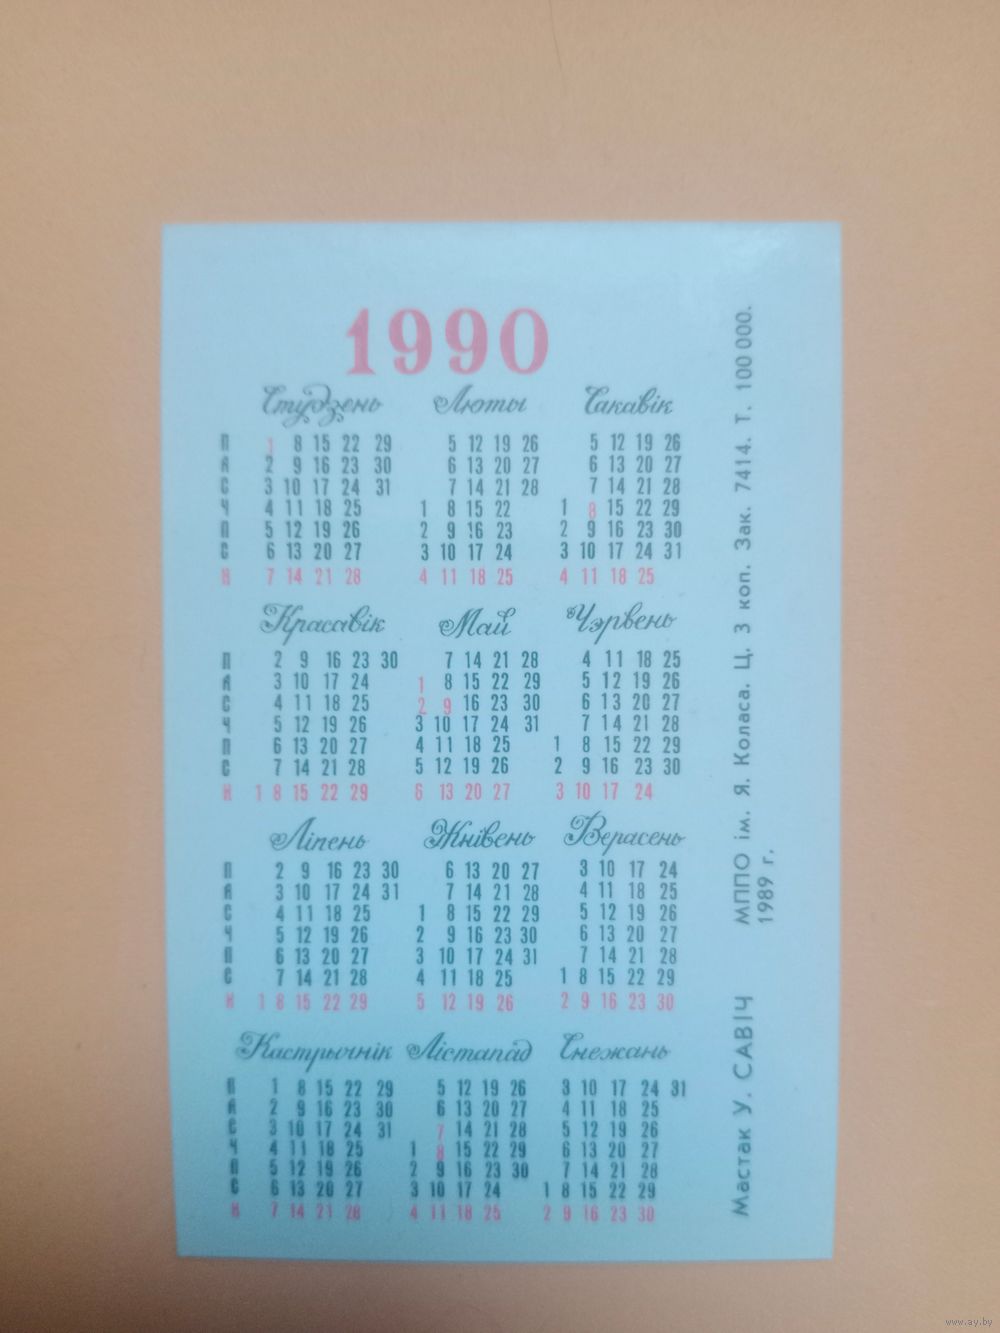 1990
Студзень Люты Сакавік
П 1 8 15 22 29 5 12 19 26 5 12 19 26
А 2 9 16 23 30 6 13 20 27 6 13 20 27
С 3 10 17 24 31 7 14 21 28 7 14 21 28
Ч 4 11 18 25 1 8 15 22 1 8 15 22 29
П 5 12 19 26 2 9 16 23 2 9 16 23 30
С 6 13 20 27 3 10 17 24 3 10 17 24 31
Н 7 14 21 28 4 11 18 25 4 11 18 25
Красавік Май Чэрвень
П 2 9 16 23 30 7 14 21 28 4 11 18 25
А 3 10 17 24 1 8 15 22 29 5 12 19 26
С 4 11 18 25 2 9 16 23 30 6 13 20 27
Ч 5 12 19 26 3 10 17 24 31 7 14 21 28
П 6 13 20 27 4 11 18 25 1 8 15 22 29
С 7 14 21 28 5 12 19 26 2 9 16 23 30
Н 1 8 15 22 29 6 13 20 27 3 10 17 24
Ліпень Жнівень Верасень
П 2 9 16 23 30 6 13 20 27 3 10 17 24
А 3 10 17 24 31 7 14 21 28 4 11 18 25
С 4 11 18 25 1 8 15 22 29 5 12 19 26
Ч 5 12 19 26 2 9 16 23 30 6 13 20 27
П 6 13 20 27 3 10 17 24 31 7 14 21 28
С 7 14 21 28 4 11 18 25 1 8 15 22 29
Н 1 8 15 22 29 5 12 19 26 2 9 16 23 30
Кастрычнік Лістапад Снежань
П 1 8 15 22 29 5 12 19 26 3 10 17 24 31
А 2 9 16 23 30 6 13 20 27 4 11 18 25
С 3 10 17 24 31 7 14 21 28 5 12 19 26
Ч 4 11 18 25 1 8 15 22 29 6 13 20 27
П 5 12 19 26 2 9 16 23 30 7 14 21 28
С 6 13 20 27 3 10 17 24 1 8 15 22 29
Н 7 14 21 28 4 11 18 25 2 9 16 23 30
Мастак У. САВІЧ МППО ім. Я. Коласа. Ц. 3 коп. Зак. 7414. Т. 100 000.
1989 г.
www.ay.by